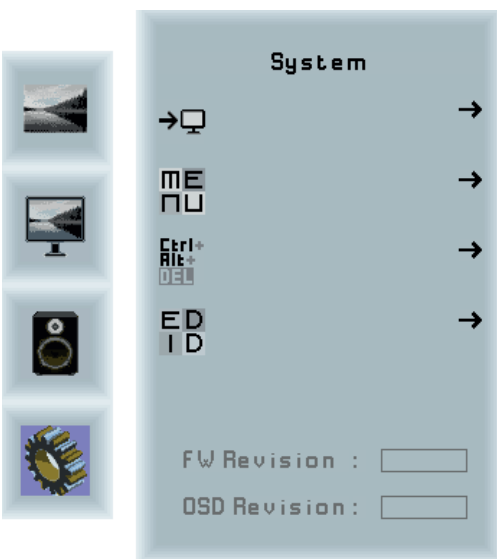 System
ME
NU
Ctrl+
Alt+
DEL
ED
ID
FW Revision :
OSD Revision :